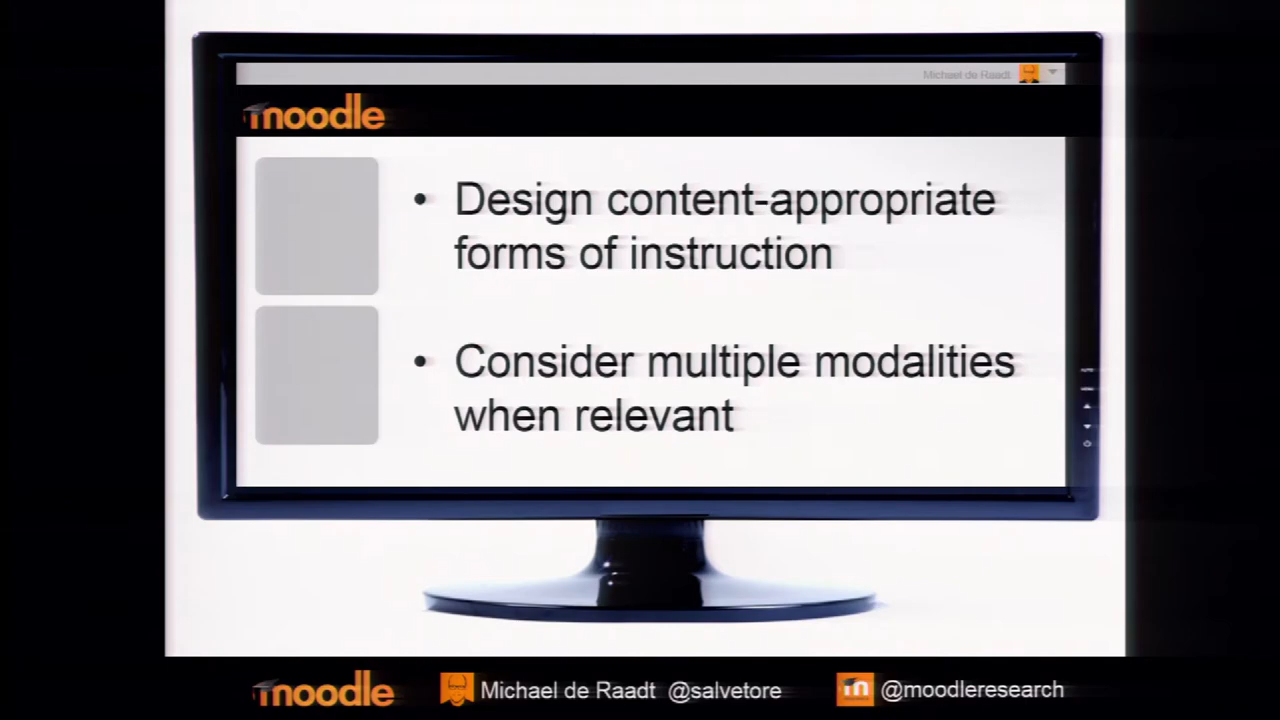 Michael de Raadt
moodle
• Design content-appropriate
forms of instruction
• Consider multiple modalities
when relevant
moodle
Michael de Raadt @salvetore
m
@moodleresearch